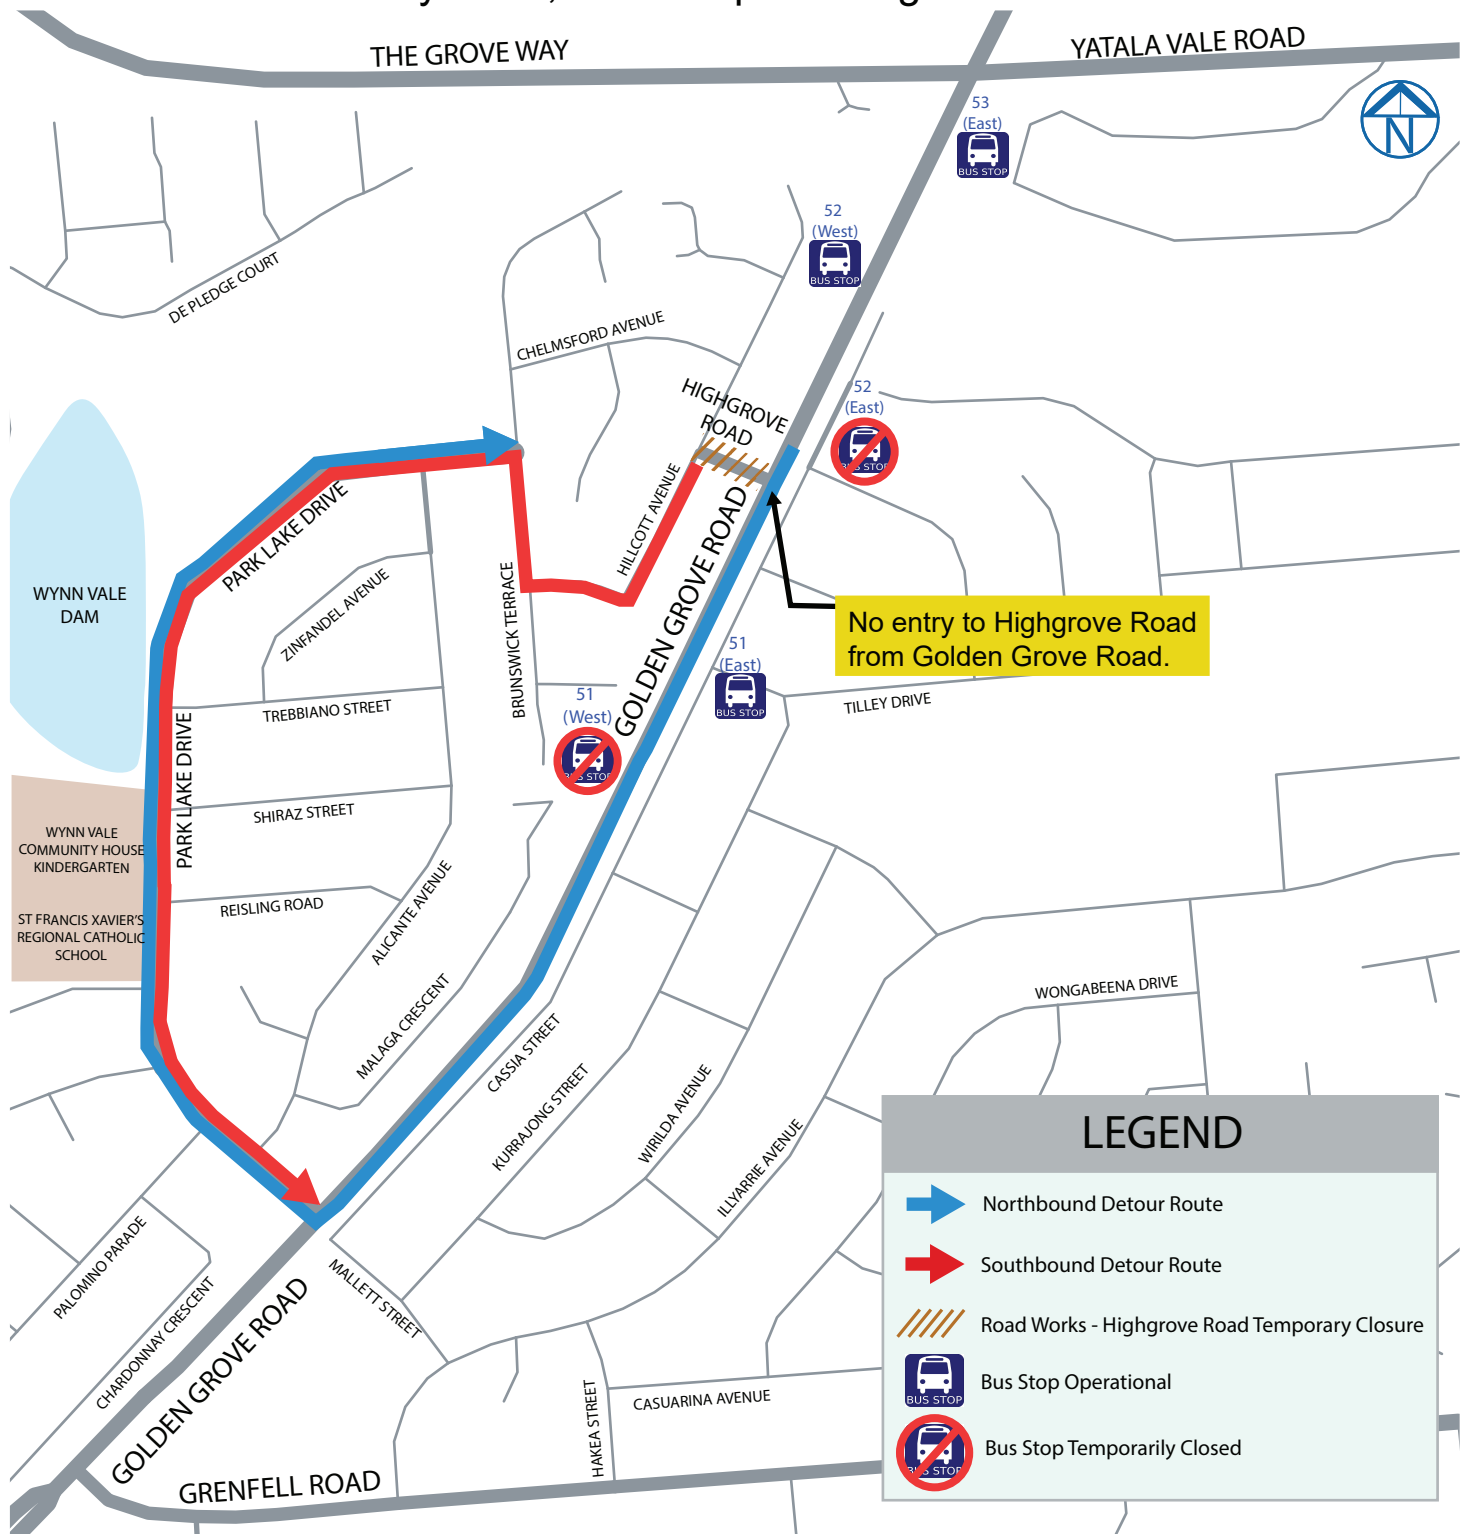 THE GROVE WAY
YATALA VALE ROAD
53
(East)
BUS STOP
N
52
(West)
BUS STOP
DE PLEDGE COURT
CHELMSFORD AVENUE
HIGHGROVE
ROAD
52
(East)
BUS STOP
HILLCOTT AVENUE
PARK LAKE DRIVE
GOLDEN GROVE ROAD
WYNN VALE
DAM
ZINFANDEL AVENUE
BRUNSWICK TERRACE
No entry to Highgrove Road
from Golden Grove Road.
51
(East)
BUS STOP
TILLEY DRIVE
51
(West)
BUS STOP
TREBBIANO STREET
PARK LAKE DRIVE
SHIRAZ STREET
WYNN VALE
COMMUNITY HOUSE
KINDERGARTEN
ST FRANCIS XAVIER'S
REGIONAL CATHOLIC
SCHOOL
REISLING ROAD
ALICANTE AVENUE
MALAGA CRESCENT
CASSIA STREET
KURRAJONG STREET
WIRILDA AVENUE
ILLYARRIE AVENUE
WONGABEENA DRIVE
PALOMINO PARADE
CHARDONNAY CRESCENT
MALLETT STREET
GOLDEN GROVE ROAD
HAKEA STREET
CASUARINA AVENUE
GRENFELL ROAD
LEGEND
Northbound Detour Route
Southbound Detour Route
Road Works - Highgrove Road Temporary Closure
BUS STOP
Bus Stop Operational
BUS STOP
Bus Stop Temporarily Closed